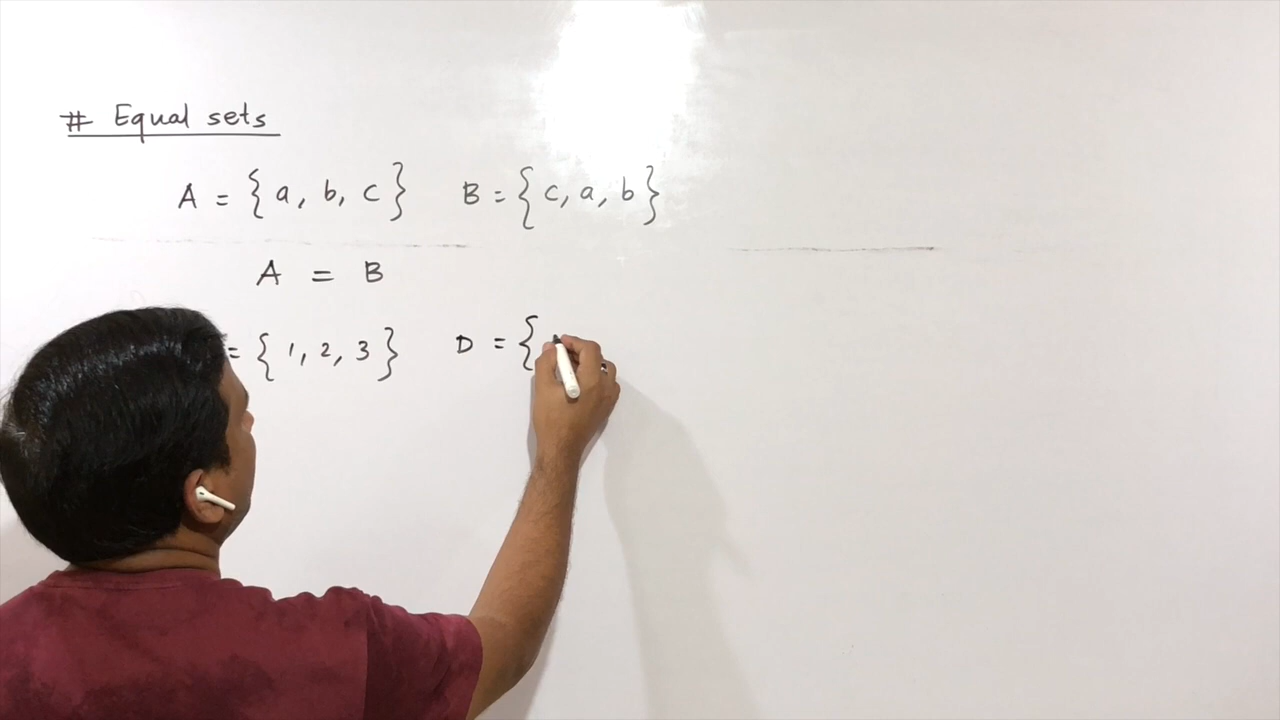 # Equal sets
A = { a, b, c } B = { c, a, b }
A = B
= { 1, 2, 3 } D = {